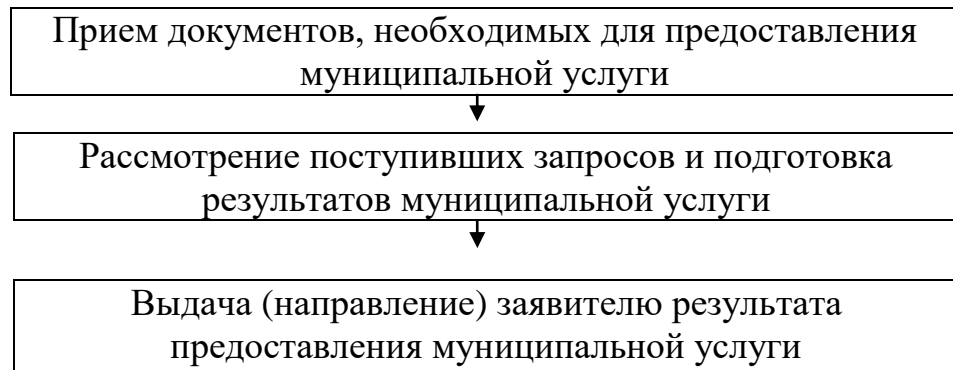 Прием документов, необходимых для предоставления
муниципальной услуги
Рассмотрение поступивших запросов и подготовка
результатов муниципальной услуги
Выдача (направление) заявителю результата
предоставления муниципальной услуги